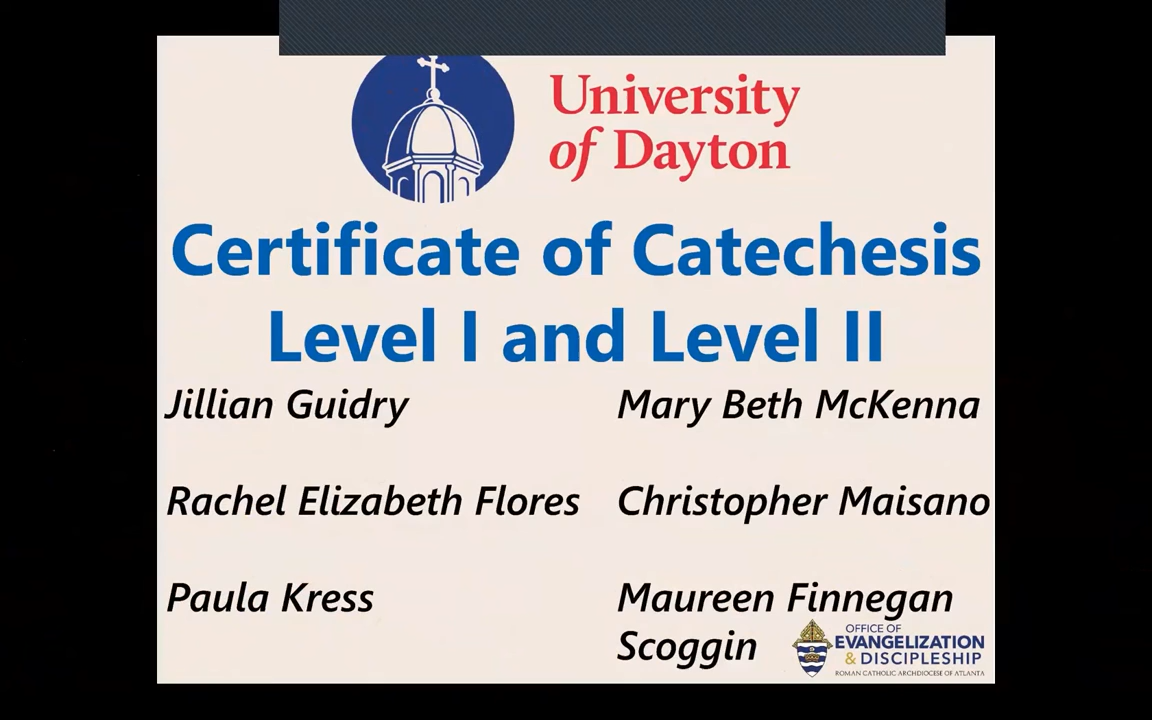 University
of Dayton
Certificate of Catechesis
Level I and Level II
Jillian Guidry
Mary Beth McKenna
Rachel Elizabeth Flores
Christopher Maisano
Paula Kress
Maureen Finnegan
Scoggin
OFFICE OF
EVANGELIZATION
& DISCIPLESHIP
ROMAN CATHOLIC ARCHDIOCESE OF ATLANTA